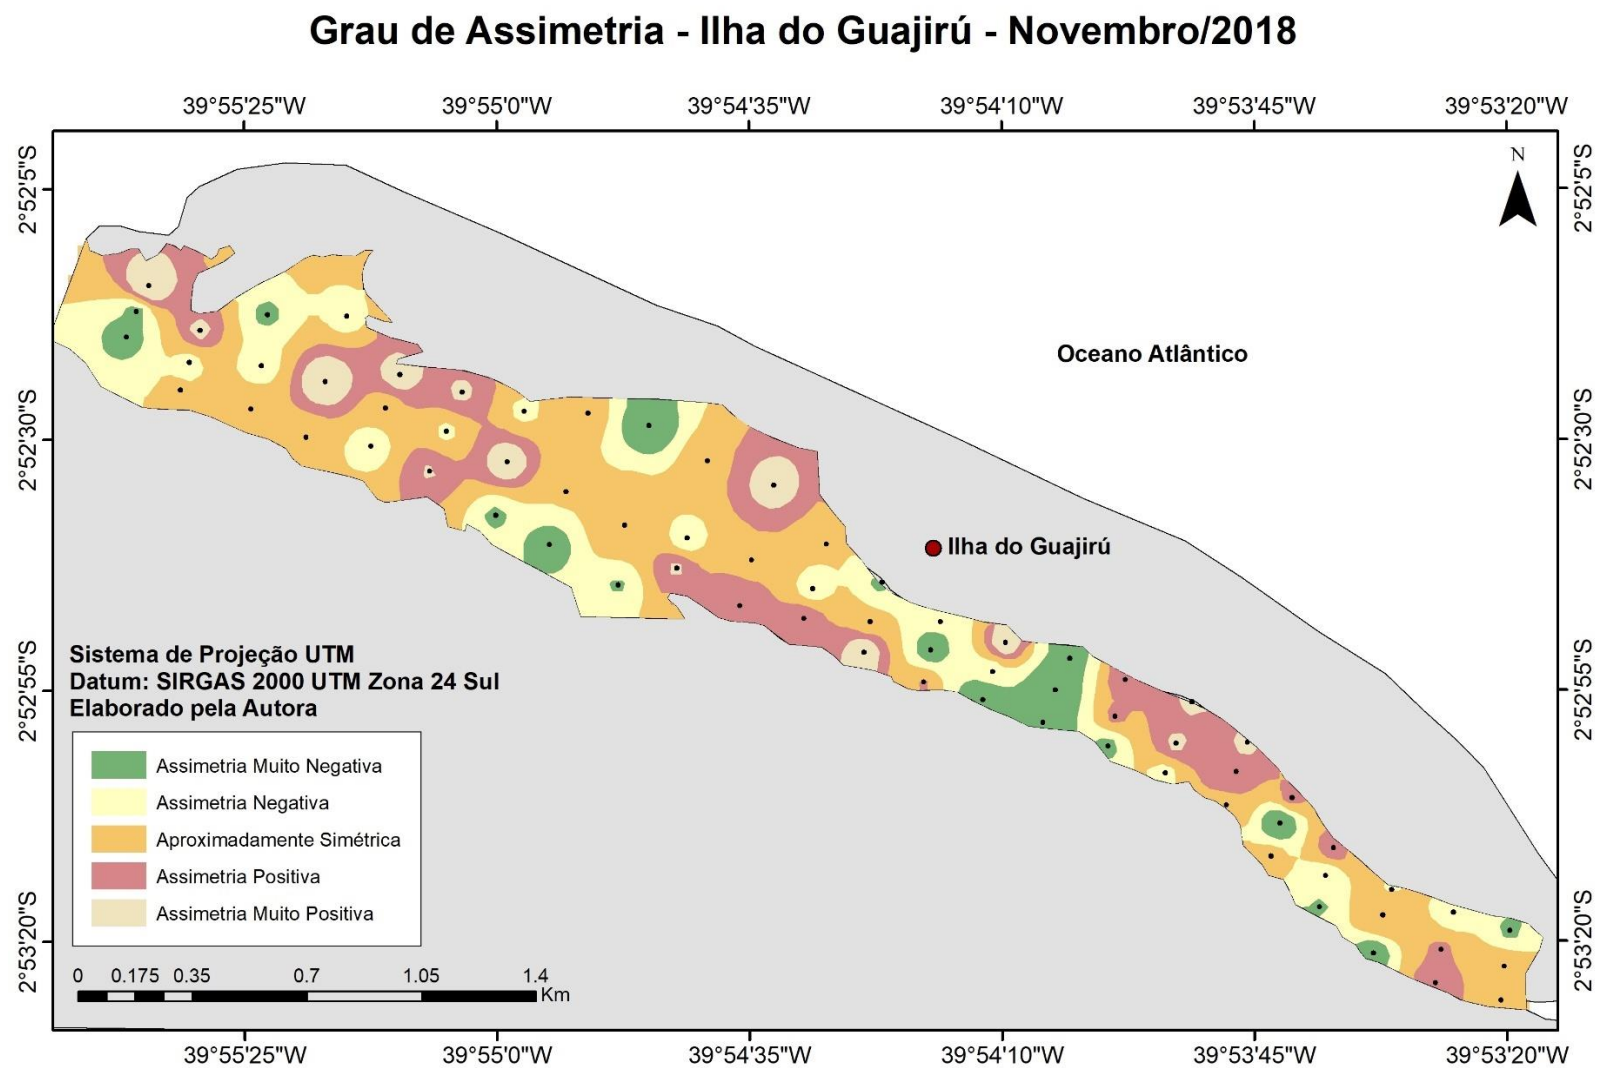 Grau de Assimetria - Ilha do Guajirú - Novembro/2018
39°55'25"W 39°55'0"W 39°54'35"W 39°54'10"W 39°53'45"W 39°53'20"W
2°52'5"S 2°52'5"S
N
Oceano Atlântico
2°52'30"S 2°52'30"S
Ilha do Guajirú
2°52'55"S 2°52'55"S
Sistema de Projeção UTM
Datum: SIRGAS 2000 UTM Zona 24 Sul
Elaborado pela Autora
Assimetria Muito Negativa
Assimetria Negativa
Aproximadamente Simétrica
Assimetria Positiva
Assimetria Muito Positiva
2°53'20"S 2°53'20"S
0 0.175 0.35 0.7 1.05 1.4
Km
39°55'25"W 39°55'0"W 39°54'35"W 39°54'10"W 39°53'45"W 39°53'20"W